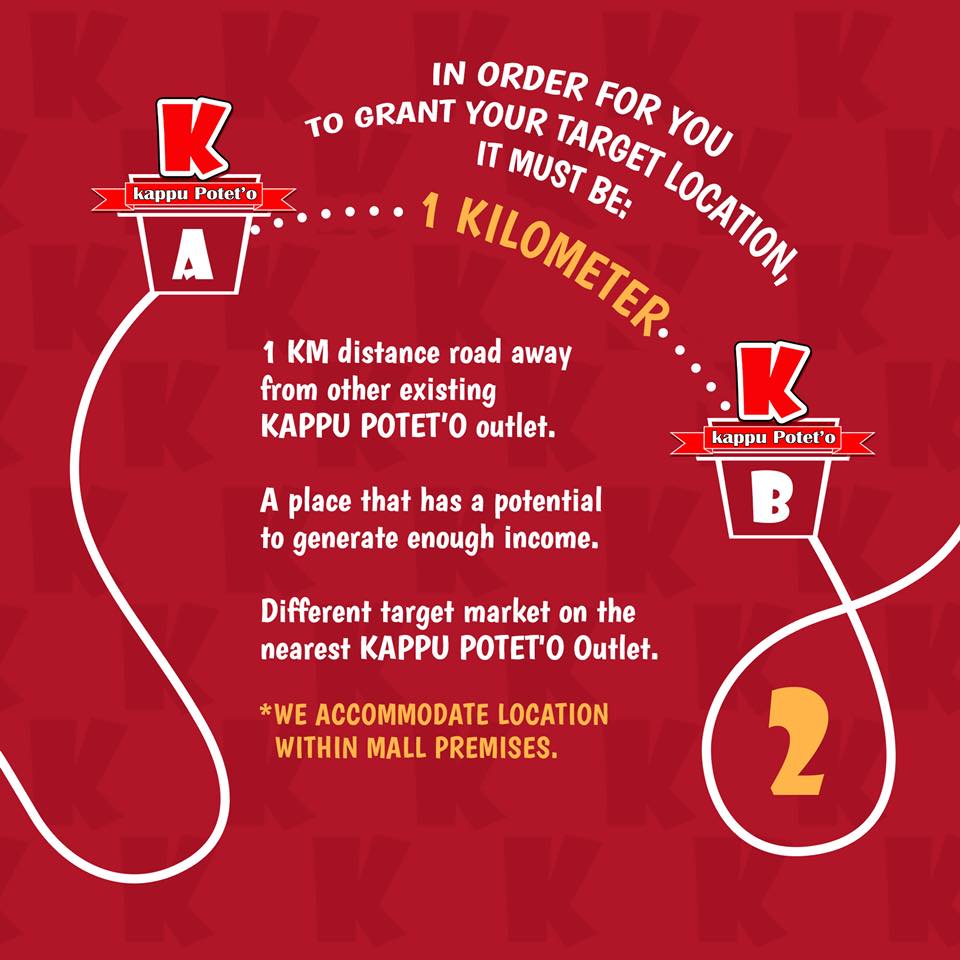 IN ORDER FOR YOU
TO GRANT YOUR TARGET LOCATION,
IT MUST BE:
1 KILOMETER
K
kappu Potet'o
A
1 KM distance road away
from other existing
KAPPU POTET'O outlet.
K
kappu Potet'o
B
A place that has a potential
to generate enough income.
Different target market on the
nearest KAPPU POTET'O Outlet.
*WE ACCOMMODATE LOCATION
WITHIN MALL PREMISES.
2